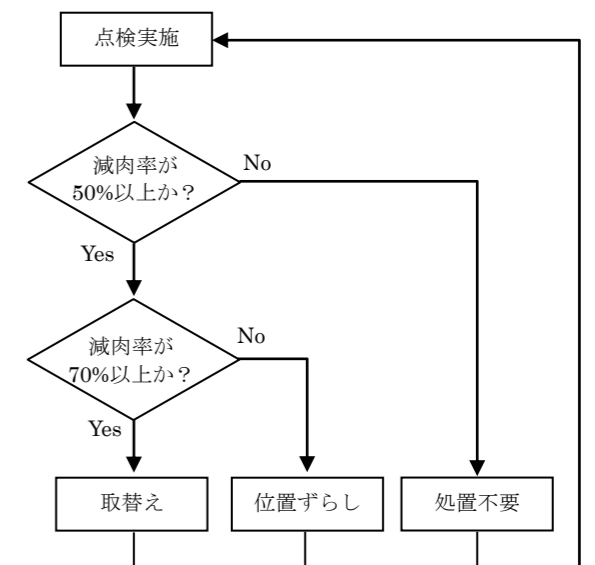 点検実施
減肉率が
50%以上か？
No
Yes
減肉率が
70%以上か？
No
Yes
取替え
位置ずらし
処置不要